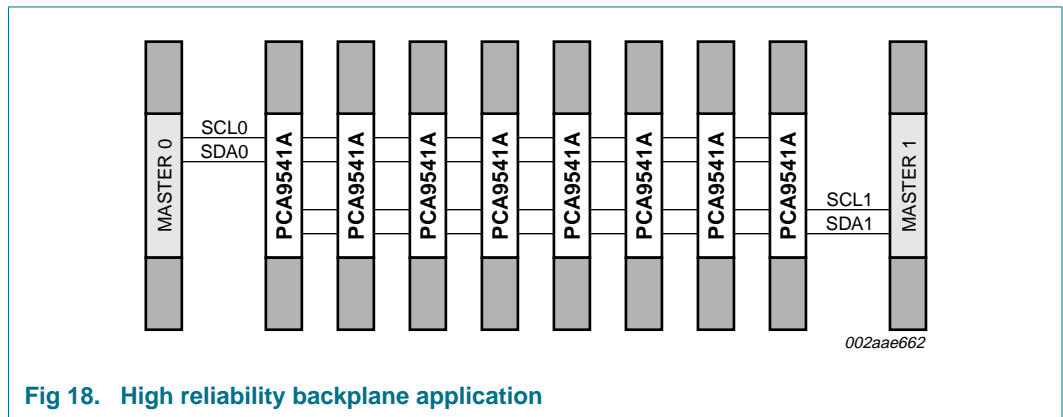 MASTER 0
SCL0
SDA0
PCA9541A
PCA9541A
PCA9541A
PCA9541A
PCA9541A
PCA9541A
PCA9541A
PCA9541A
SCL1
SDA1
MASTER 1
002aae662
Fig 18. High reliability backplane application